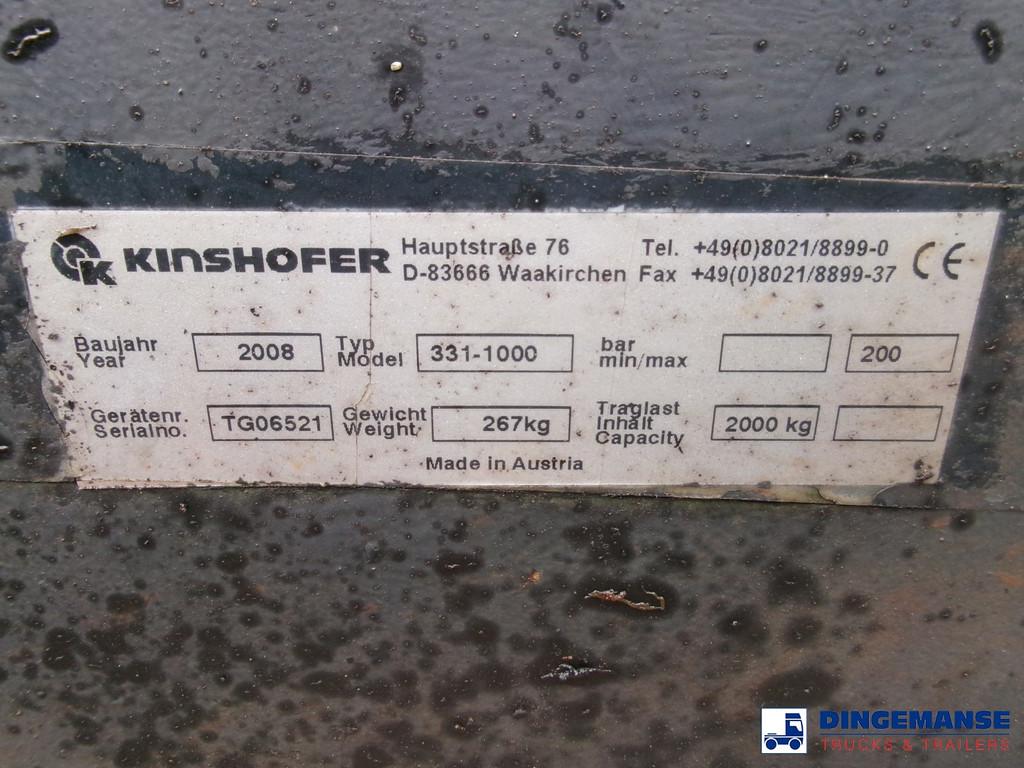 KINSHOFER
Hauptstraße 76 Tel. +49(0)8021/8899-0
D-83666 Waakirchen Fax +49(0)8021/8899-37
CE
Baujahr
Year
2008
Typ
Model
331-1000
bar
min/max
200
Gerätenr.
Serialno.
TG06521
Gewicht
Weight
267kg
Traglast
Inhalt
Capacity
2000 kg
Made in Austria
DINGEMANSE
TRUCKS & TRAILERS